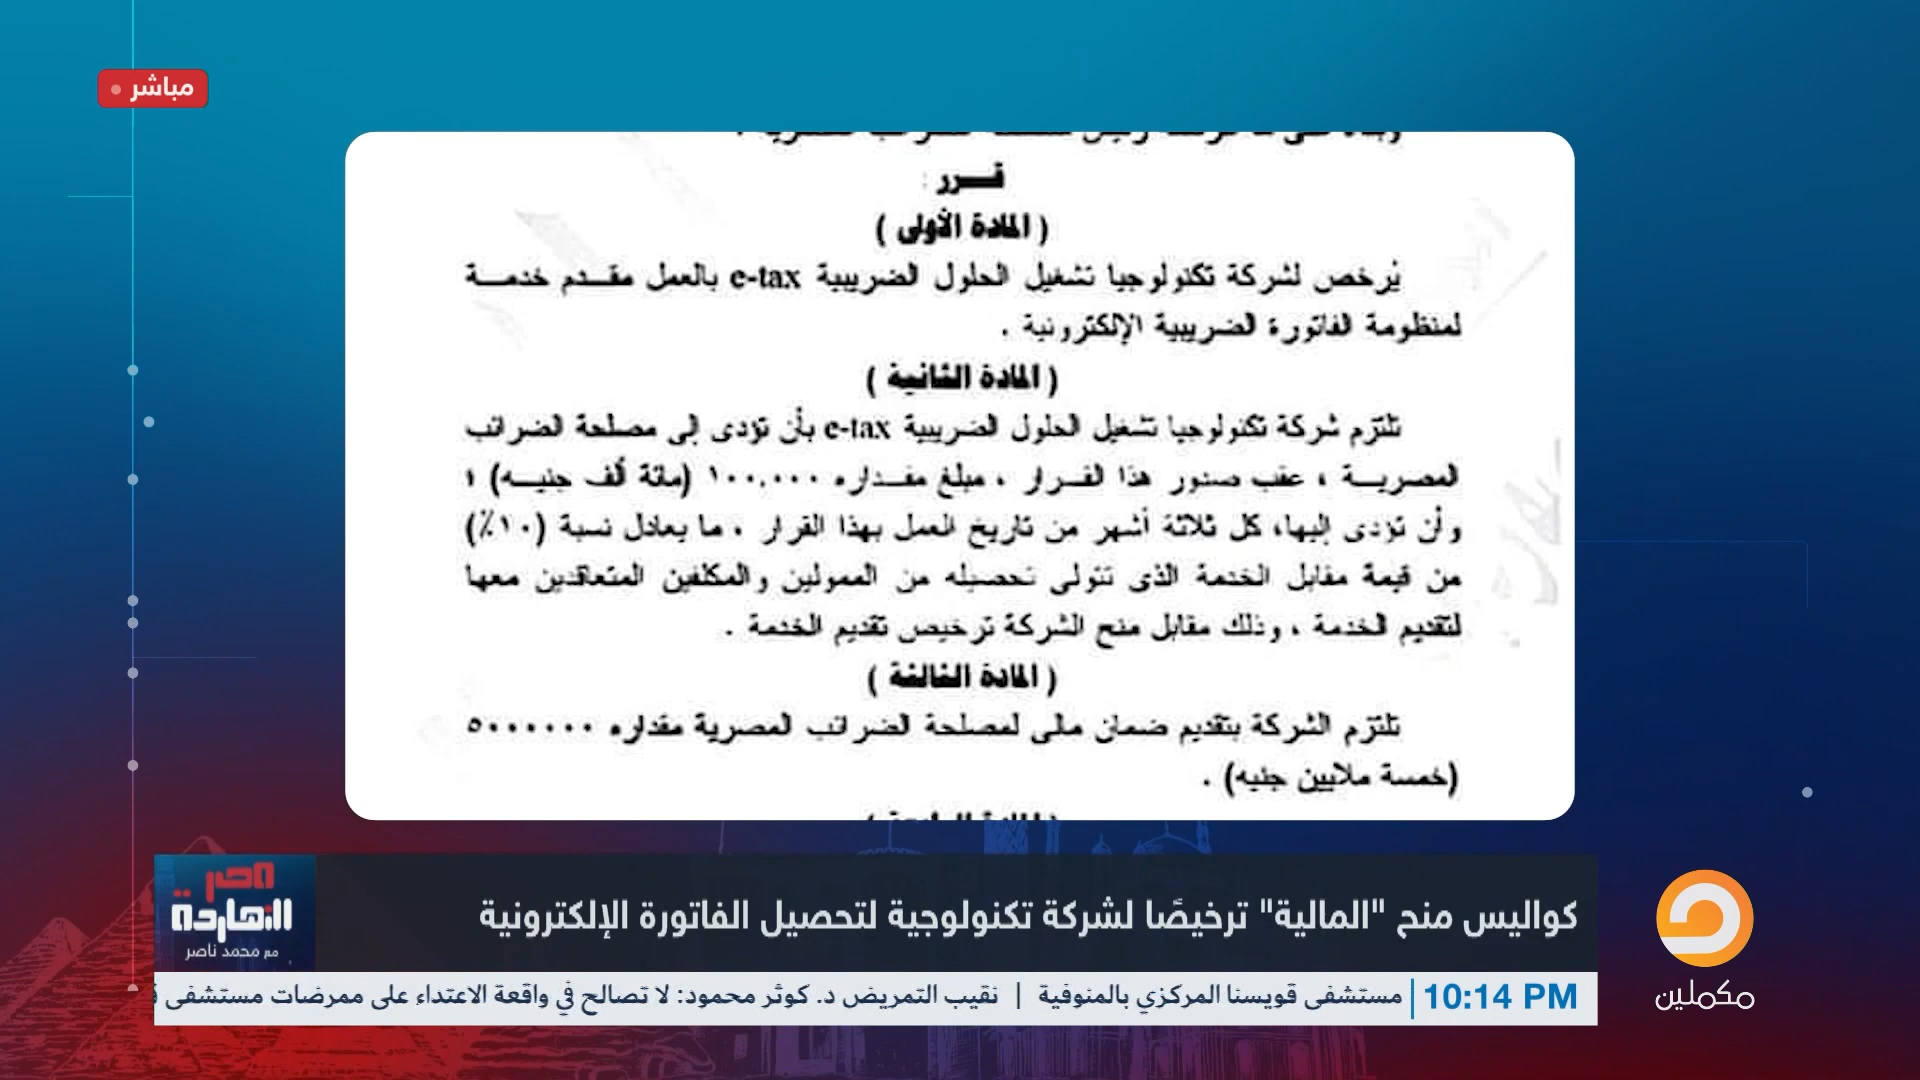 مباشر
قــــرر :
( المادة الأولى )
يُرخص لشركة تكنولوجيا تشغيل الحلول الضريبية e-tax بالعمل مقــدم خدمـــة
لمنظومة الفاتورة الضريبية الإلكترونية .
( المادة الثانية )
تلتزم شركة تكنولوجيا تشغيل الحلول الضريبية e-tax بأن تؤدى إلى مصلحة الضرائب
المصريـــة ، عقب صدور هذا القــرار ، مبلغ مقــداره ١٠٠.٠٠٠ (مائة ألف جنيـــه) ؛
وأن تؤدى إليها، كل ثلاثة أشهر من تاريخ العمل بهذا القرار ، ما يعادل نسبة (١٠٪)
من قيمة مقابل الخدمة الذى تتولى تحصيله من الممولين والمكلفين المتعاقدين معها
لتقديم الخدمة ، وذلك مقابل منح الشركة ترخيص تقديم الخدمة .
( المادة الثالثة )
تلتزم الشركة بتقديم ضمان مالى لمصلحة الضرائب المصرية مقداره ٥٠٠٠٠٠٠
(خمسة ملايين جنيه) .
كواليس منح "المالية" ترخيصًا لشركة تكنولوجية لتحصيل الفاتورة الإلكترونية
مصر
النهاردة
مع محمد ناصر
10:14 PM
مستشفى قويسنا المركزي بالمنوفية | نقيب التمريض د. كوثر محمود: لا تصالح في واقعة الاعتداء على ممرضات مستشفى
مكملين